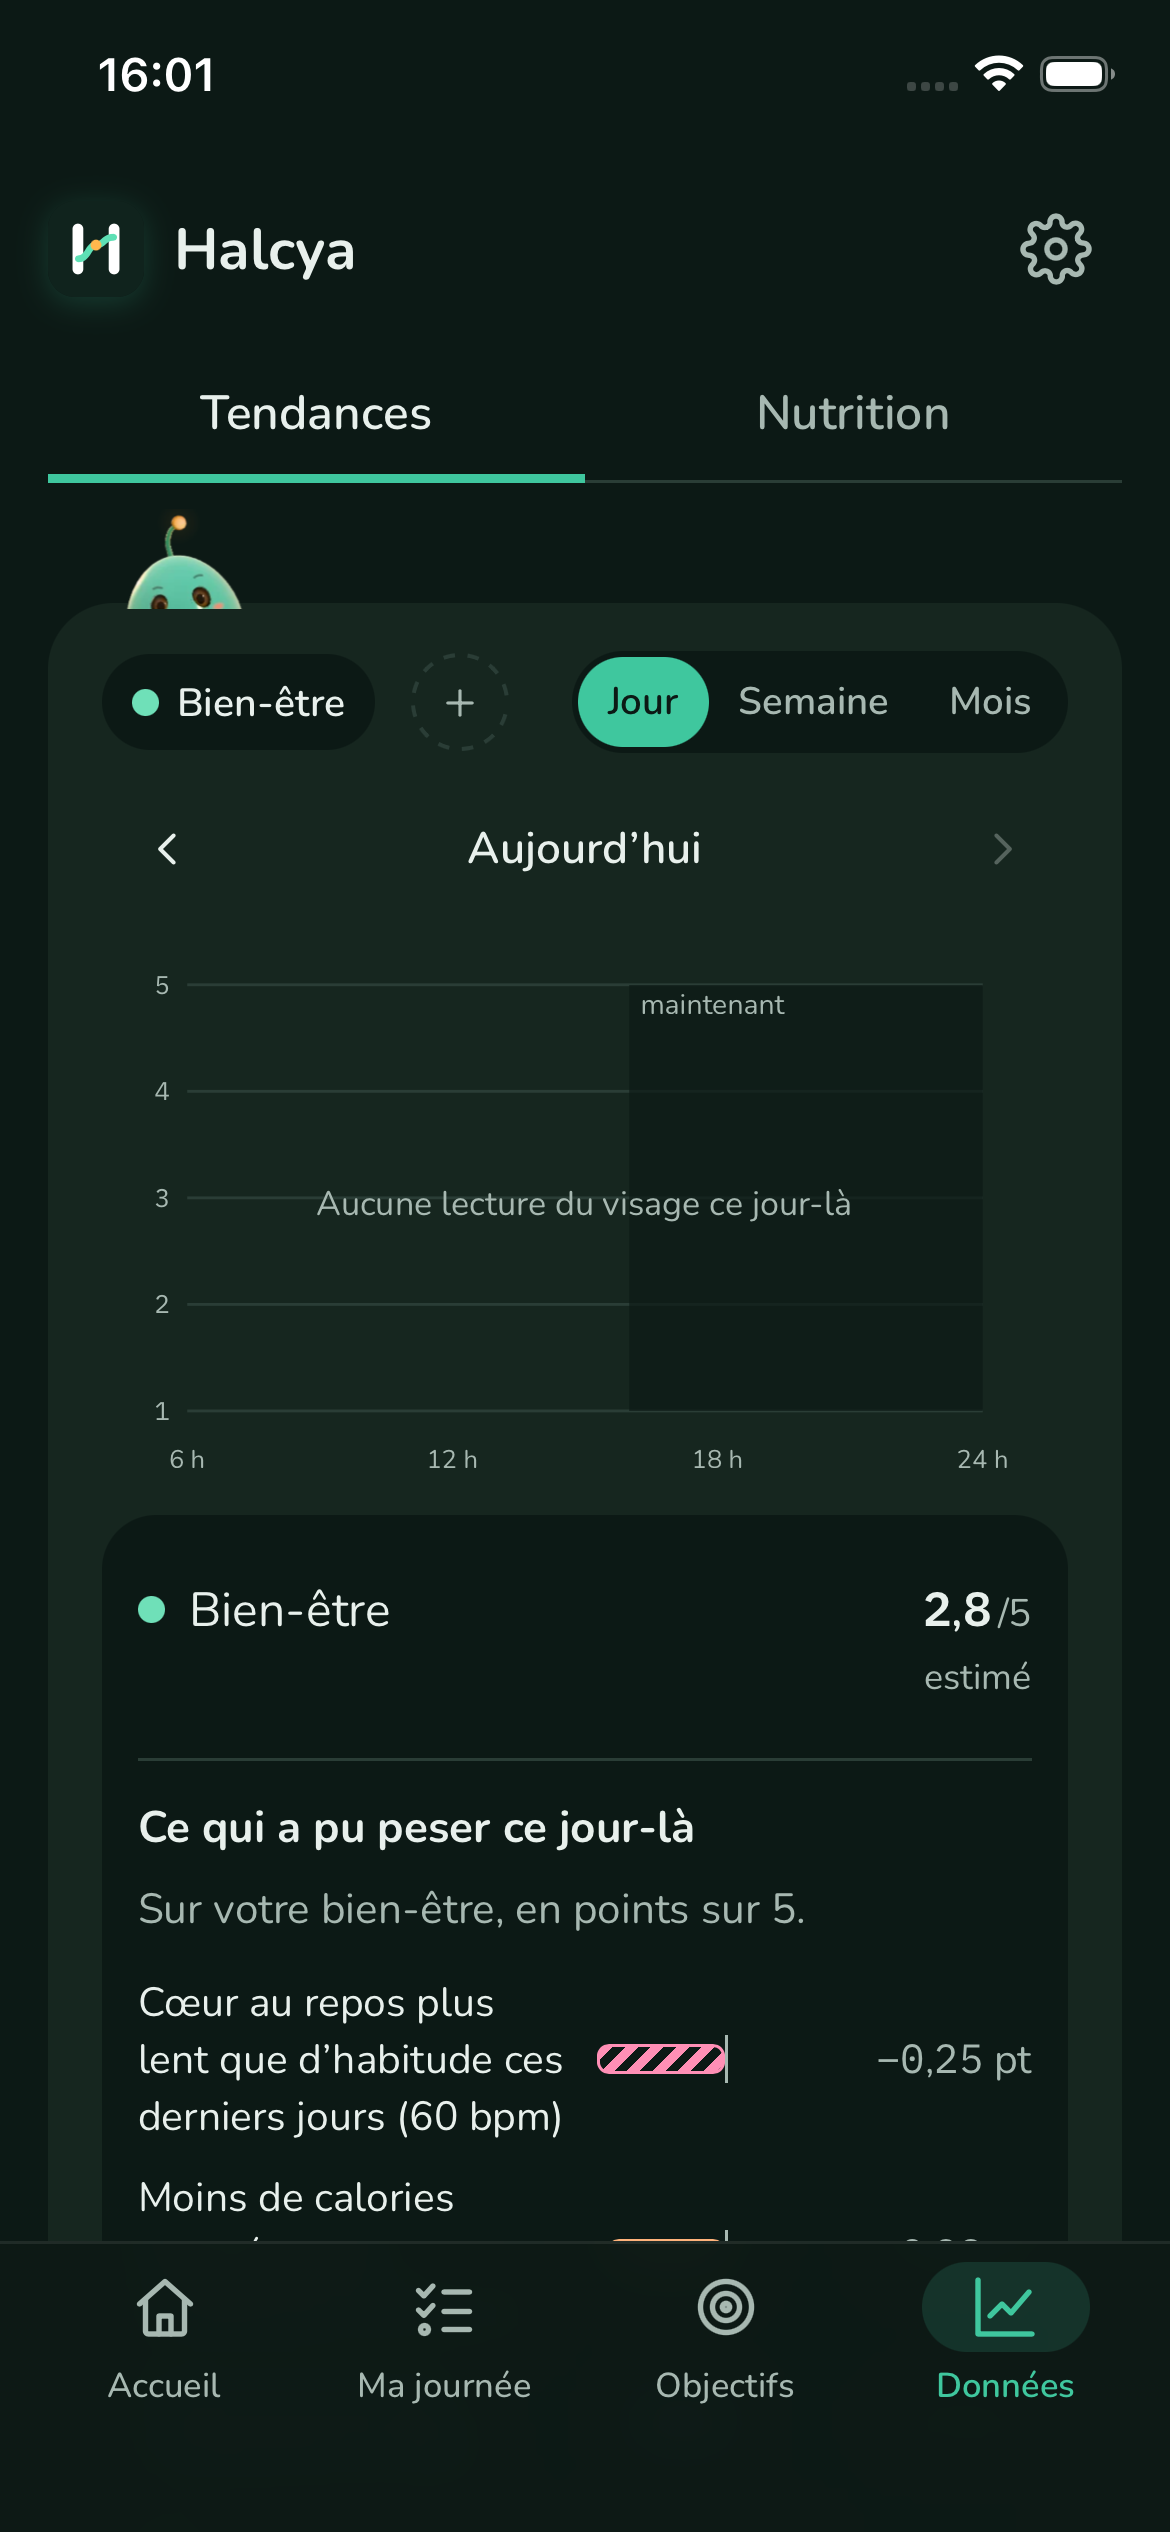 16:01
Halcya
Tendances
Nutrition
Bien-être
Jour
Semaine
Mois
Aujourd’hui
5
maintenant
4
3
Aucune lecture du visage ce jour-là
2
1
6 h
12 h
18 h
24 h
Bien-être
2,8 /5
estimé
Ce qui a pu peser ce jour-là
Sur votre bien-être, en points sur 5.
Cœur au repos plus
lent que d’habitude ces
derniers jours (60 bpm)
−0,25 pt
Moins de calories
Accueil
Ma journée
Objectifs
Données